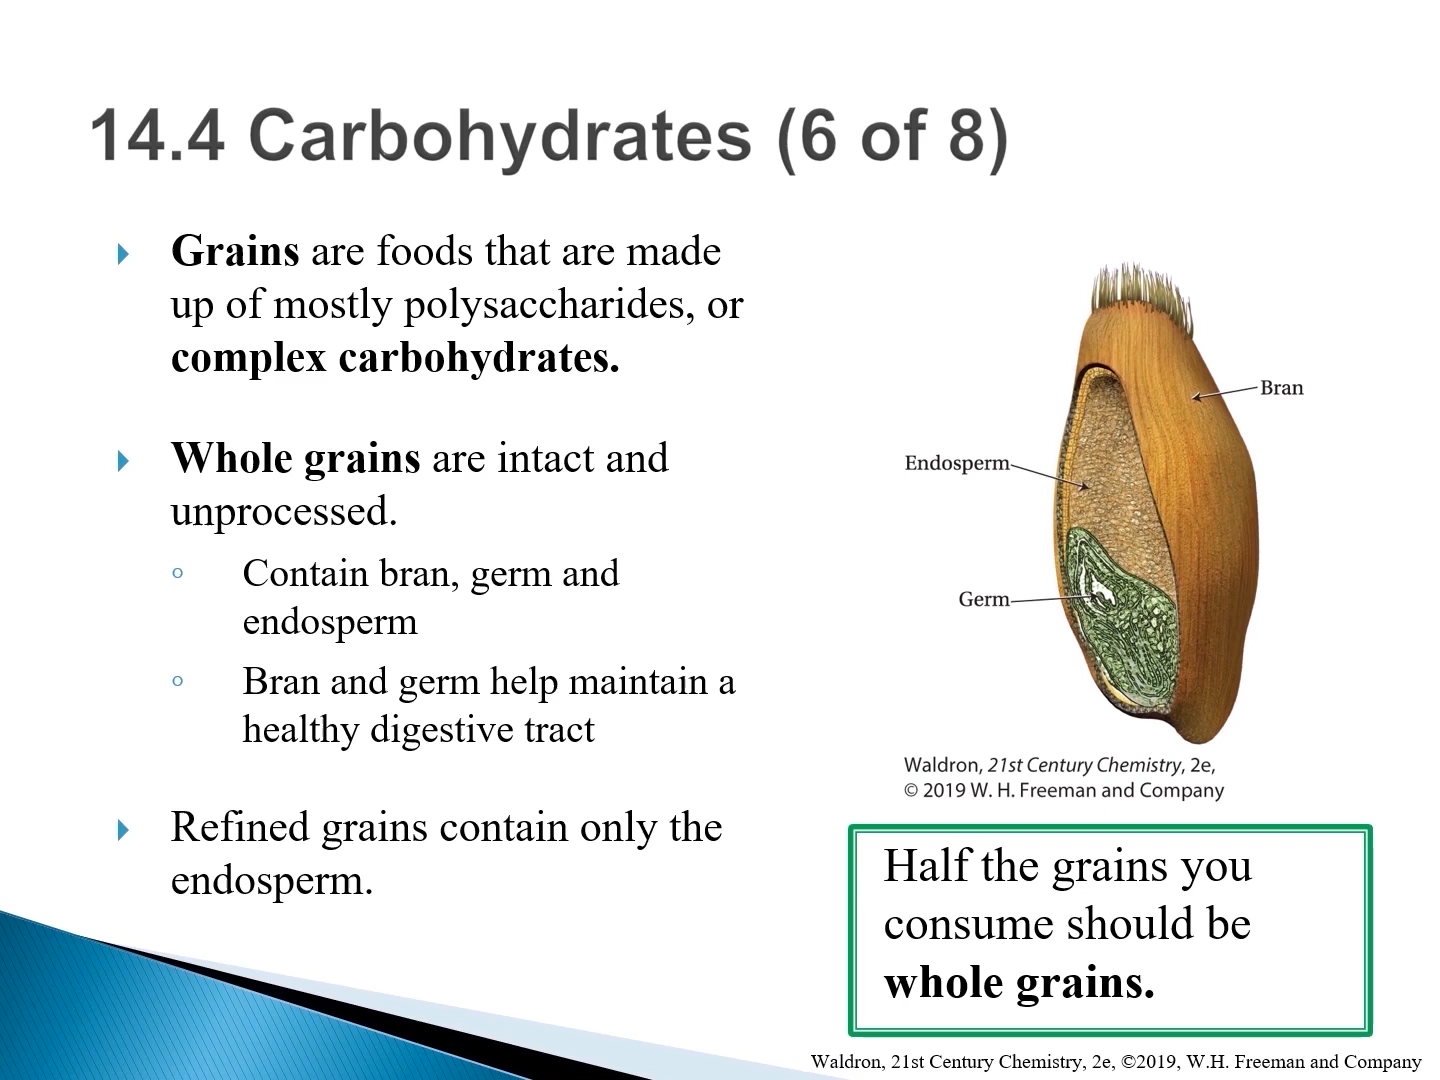 14.4 Carbohydrates (6 of 8)
Grains are foods that are made
up of mostly polysaccharides, or
complex carbohydrates.
Whole grains are intact and
unprocessed.
Contain bran, germ and
endosperm
Bran and germ help maintain a
healthy digestive tract
Refined grains contain only the
endosperm.
Bran
Endosperm
Germ
Waldron, 21st Century Chemistry, 2e,
© 2019 W. H. Freeman and Company
Half the grains you
consume should be
whole grains.
Waldron, 21st Century Chemistry, 2e, ©2019, W.H. Freeman and Company